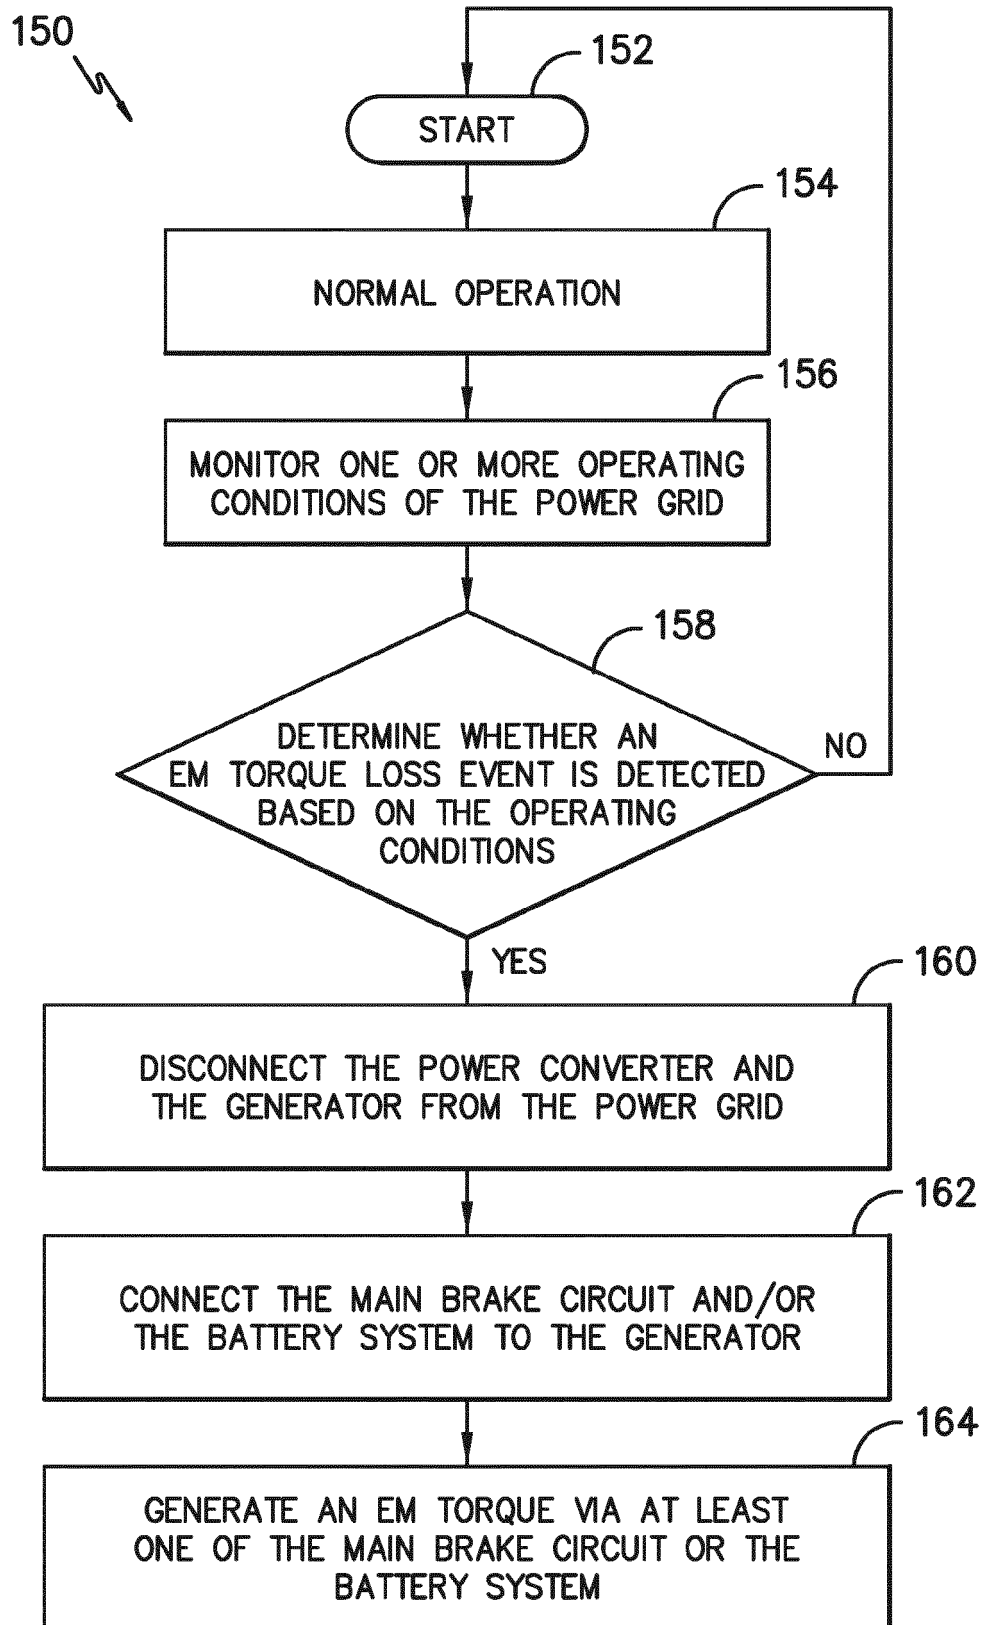 150
152
START
154
NORMAL OPERATION
156
MONITOR ONE OR MORE OPERATING
CONDITIONS OF THE POWER GRID
158
DETERMINE WHETHER AN
EM TORQUE LOSS EVENT IS DETECTED
BASED ON THE OPERATING
CONDITIONS
NO
YES
160
DISCONNECT THE POWER CONVERTER AND
THE GENERATOR FROM THE POWER GRID
162
CONNECT THE MAIN BRAKE CIRCUIT AND/OR
THE BATTERY SYSTEM TO THE GENERATOR
164
GENERATE AN EM TORQUE VIA AT LEAST
ONE OF THE MAIN BRAKE CIRCUIT OR THE
BATTERY SYSTEM